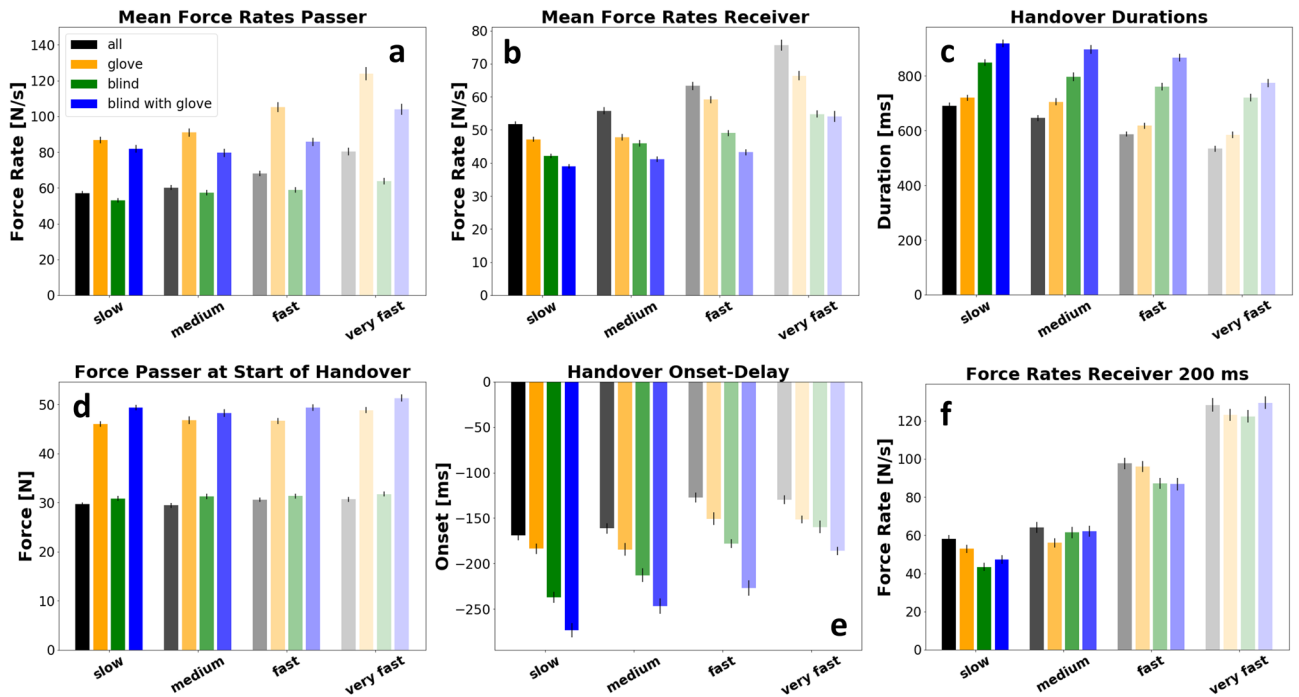 Mean Force Rates Passer
a
140
120
100
80
60
40
20
0
Force Rate [N/s]
all
glove
blind
blind with glove
slow
medium
fast
very fast
Mean Force Rates Receiver
b
80
70
60
50
40
30
20
10
0
Force Rate [N/s]
slow
medium
fast
very fast
Handover Durations
c
800
600
400
200
0
Duration [ms]
slow
medium
fast
very fast
Force Passer at Start of Handover
d
50
40
30
20
10
0
Force [N]
slow
medium
fast
very fast
Handover Onset-Delay
0
−50
−100
−150
−200
−250
Onset [ms]
e
slow
medium
fast
very fast
Force Rates Receiver 200 ms
f
120
100
80
60
40
20
0
Force Rate [N/s]
slow
medium
fast
very fast